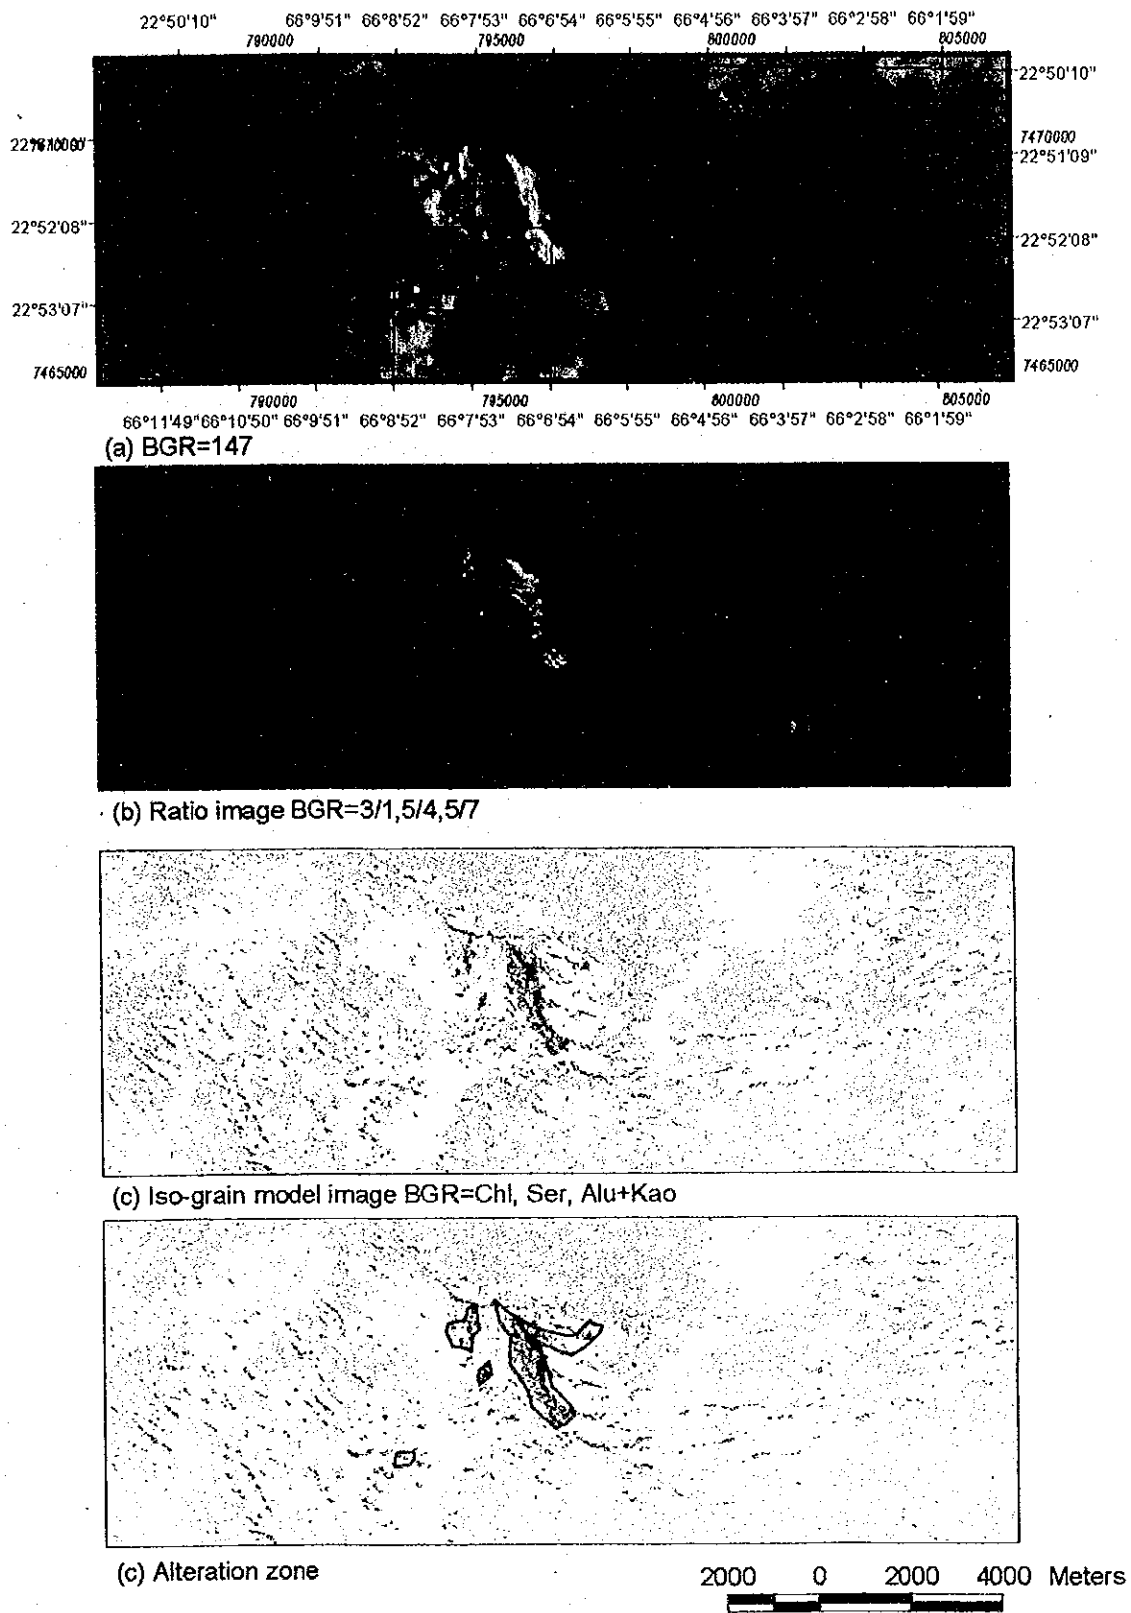 22°50'10" 66°9'51" 66°8'52" 66°7'53" 66°6'54" 66°5'55" 66°4'56" 66°3'57" 66°2'58" 66°1'59"
790000 795000 800000 805000
22°50'10"
7470000
22°51'09"
22°52'08" 22°52'08"
22°53'07" 22°53'07"
7465000 7465000
790000 795000 800000 805000
66°11'49" 66°10'50" 66°9'51" 66°8'52" 66°7'53" 66°6'54" 66°5'55" 66°4'56" 66°3'57" 66°2'58" 66°1'59"
(a) BGR=147
(b) Ratio image BGR=3/1,5/4,5/7
(c) Iso-grain model image BGR=Chl, Ser, Alu+Kao
(c) Alteration zone
2000 0 2000 4000 Meters